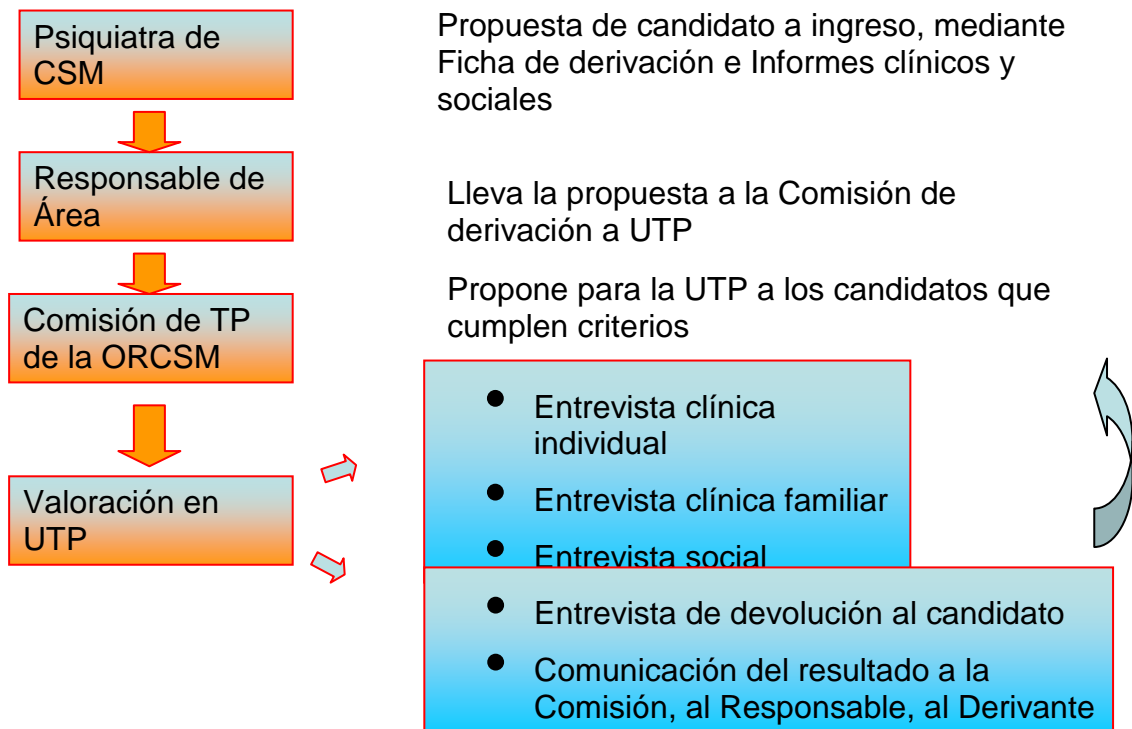 Psiquiatra de
CSM
Propuesta de candidato a ingreso, mediante
Ficha de derivación e Informes clínicos y
sociales
Responsable de
Área
Lleva la propuesta a la Comisión de
derivación a UTP
Comisión de TP
de la ORCSM
Propone para la UTP a los candidatos que
cumplen criterios
Valoración en
UTP
• Entrevista clínica
individual
• Entrevista clínica familiar
• Entrevista social
• Entrevista de devolución al candidato
• Comunicación del resultado a la
Comisión, al Responsable, al Derivante